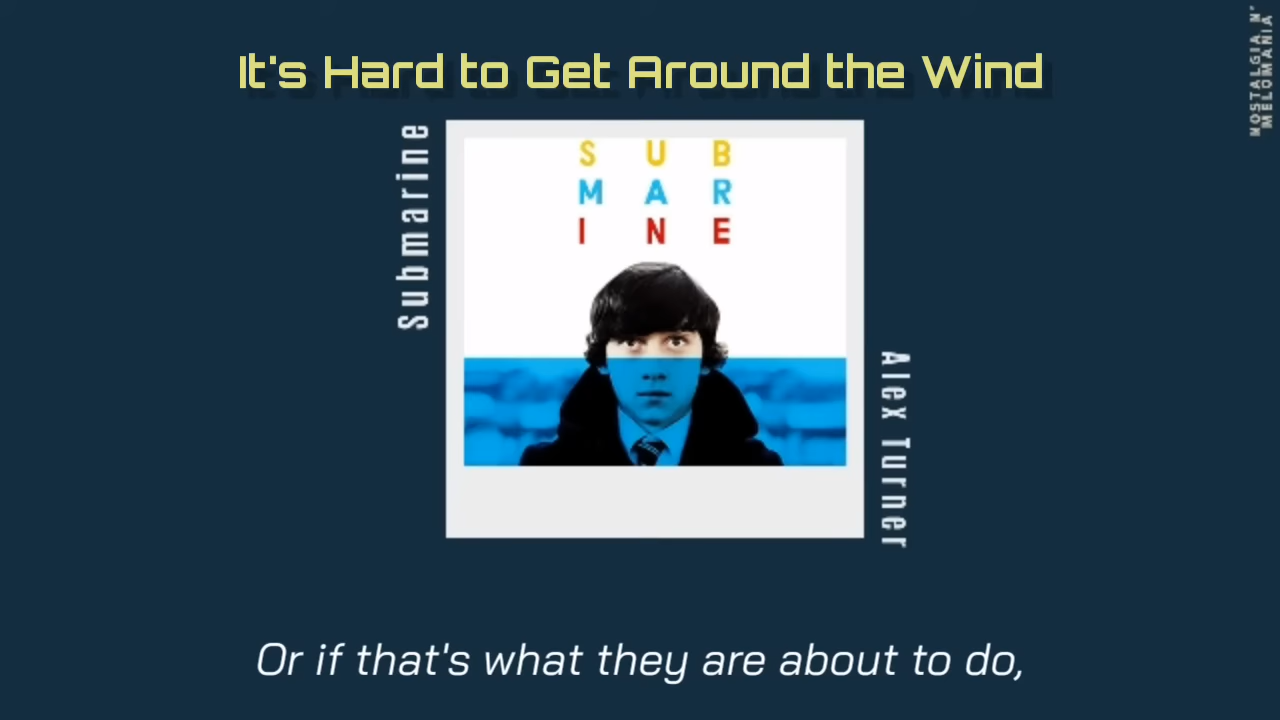 It's Hard to Get Around the Wind
NOSTALGIA N'
MELOMANIA
Submarine
S U B
M A R
I N E
Alex Turner
Or if that's what they are about to do,